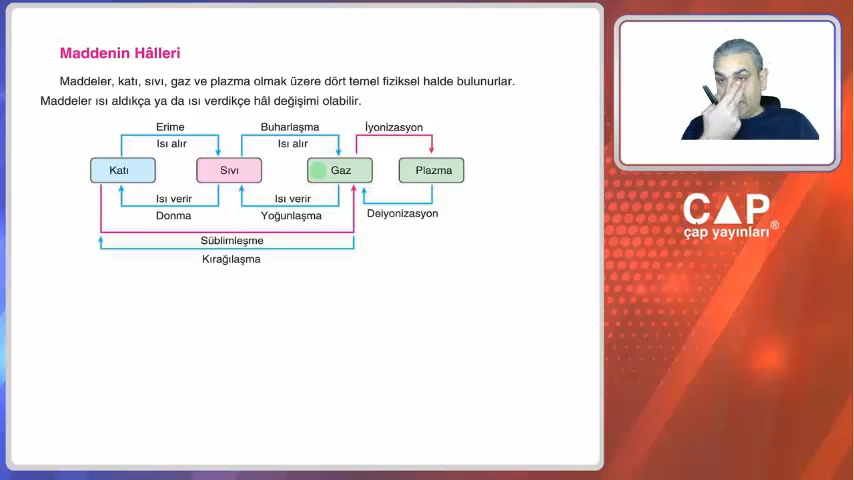 Maddenin Hâlleri
Maddeler, katı, sıvı, gaz ve plazma olmak üzere dört temel fiziksel halde bulunurlar.
Maddeler ısı aldıkça ya da ısı verdikçe hâl değişimi olabilir.
Erime
Buharlaşma
İyonizasyon
Isı alır
Isı alır
Katı
Sıvı
Gaz
Plazma
Isı verir
Isı verir
Donma
Yoğunlaşma
Deiyonizasyon
Süblimleşme
Kırağılaşma
ÇAP
çap yayınları®